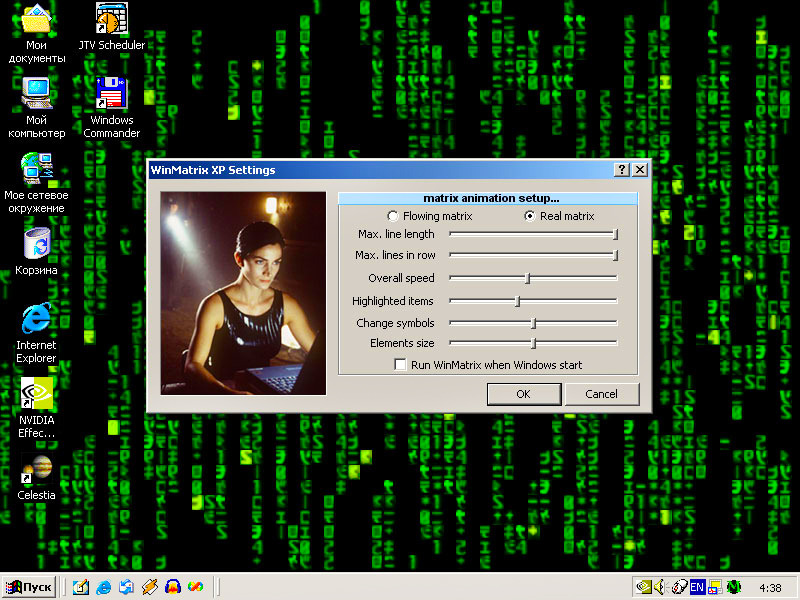 Мои
документы
JTV Scheduler
Мой
компьютер
Windows
Commander
Мое сетевое
окружение
Корзина
Internet
Explorer
NVIDIA
Effec...
Celestia
WinMatrix XP Settings
matrix animation setup...
Flowing matrix
Real matrix
Max. line length
Max. lines in row
Overall speed
Highlighted items
Change symbols
Elements size
Run WinMatrix when Windows start
OK
Cancel
Пуск
EN
4:38